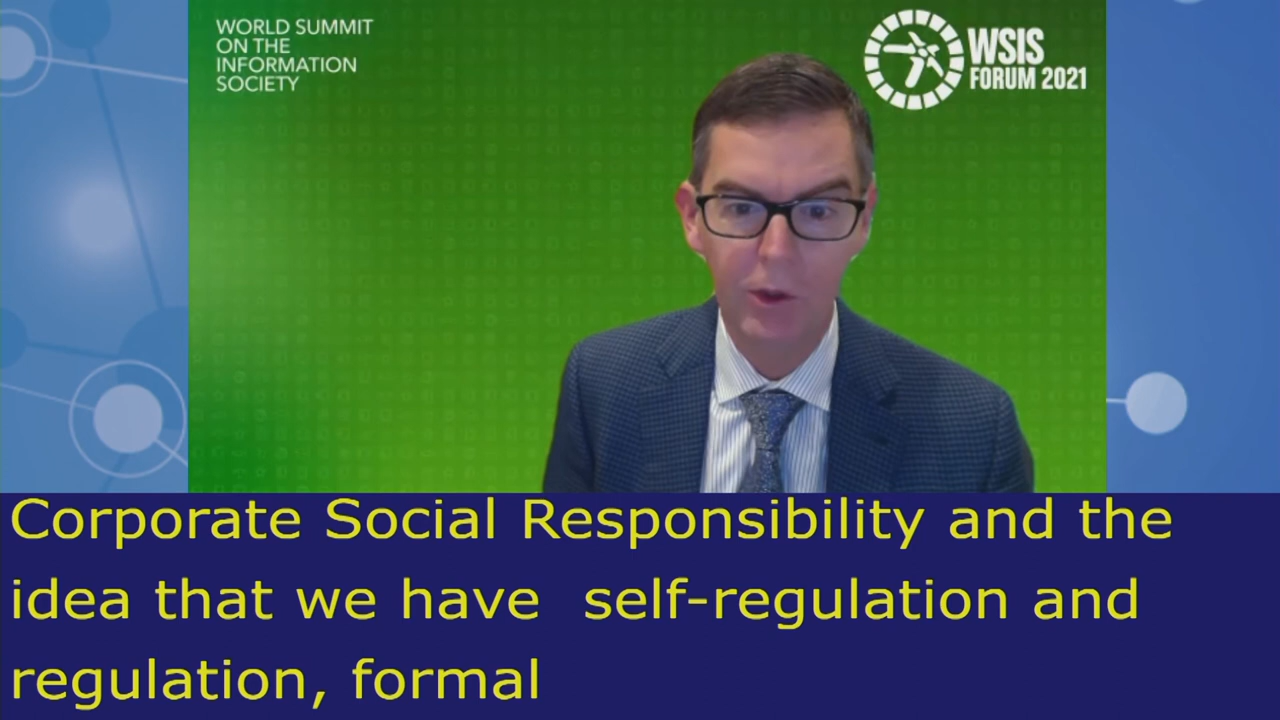 WORLD SUMMIT
ON THE
INFORMATION
SOCIETY
WSIS
FORUM 2021
Corporate Social Responsibility and the
idea that we have  self-regulation and
regulation, formal